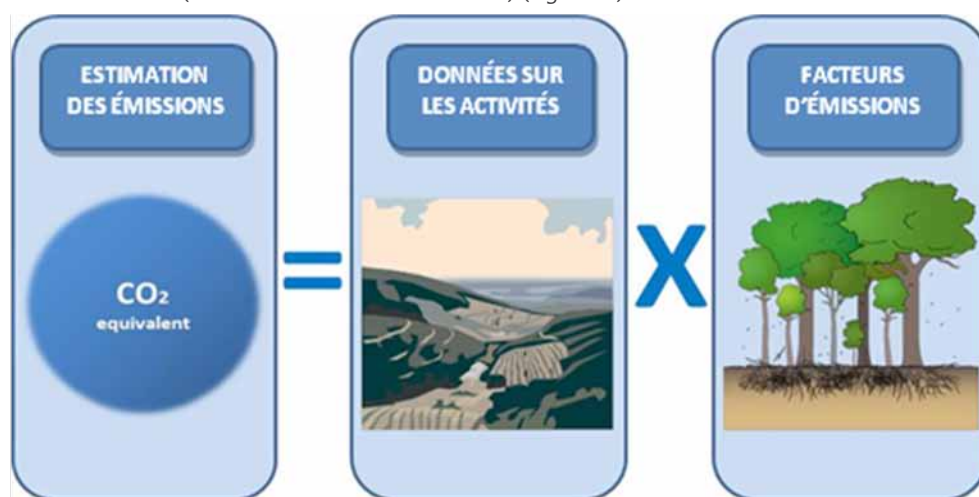 ESTIMATION
DES ÉMISSIONS
DONNÉES SUR
LES ACTIVITÉS
FACTEURS
D'ÉMISSIONS
CO₂
equivalent
=
X